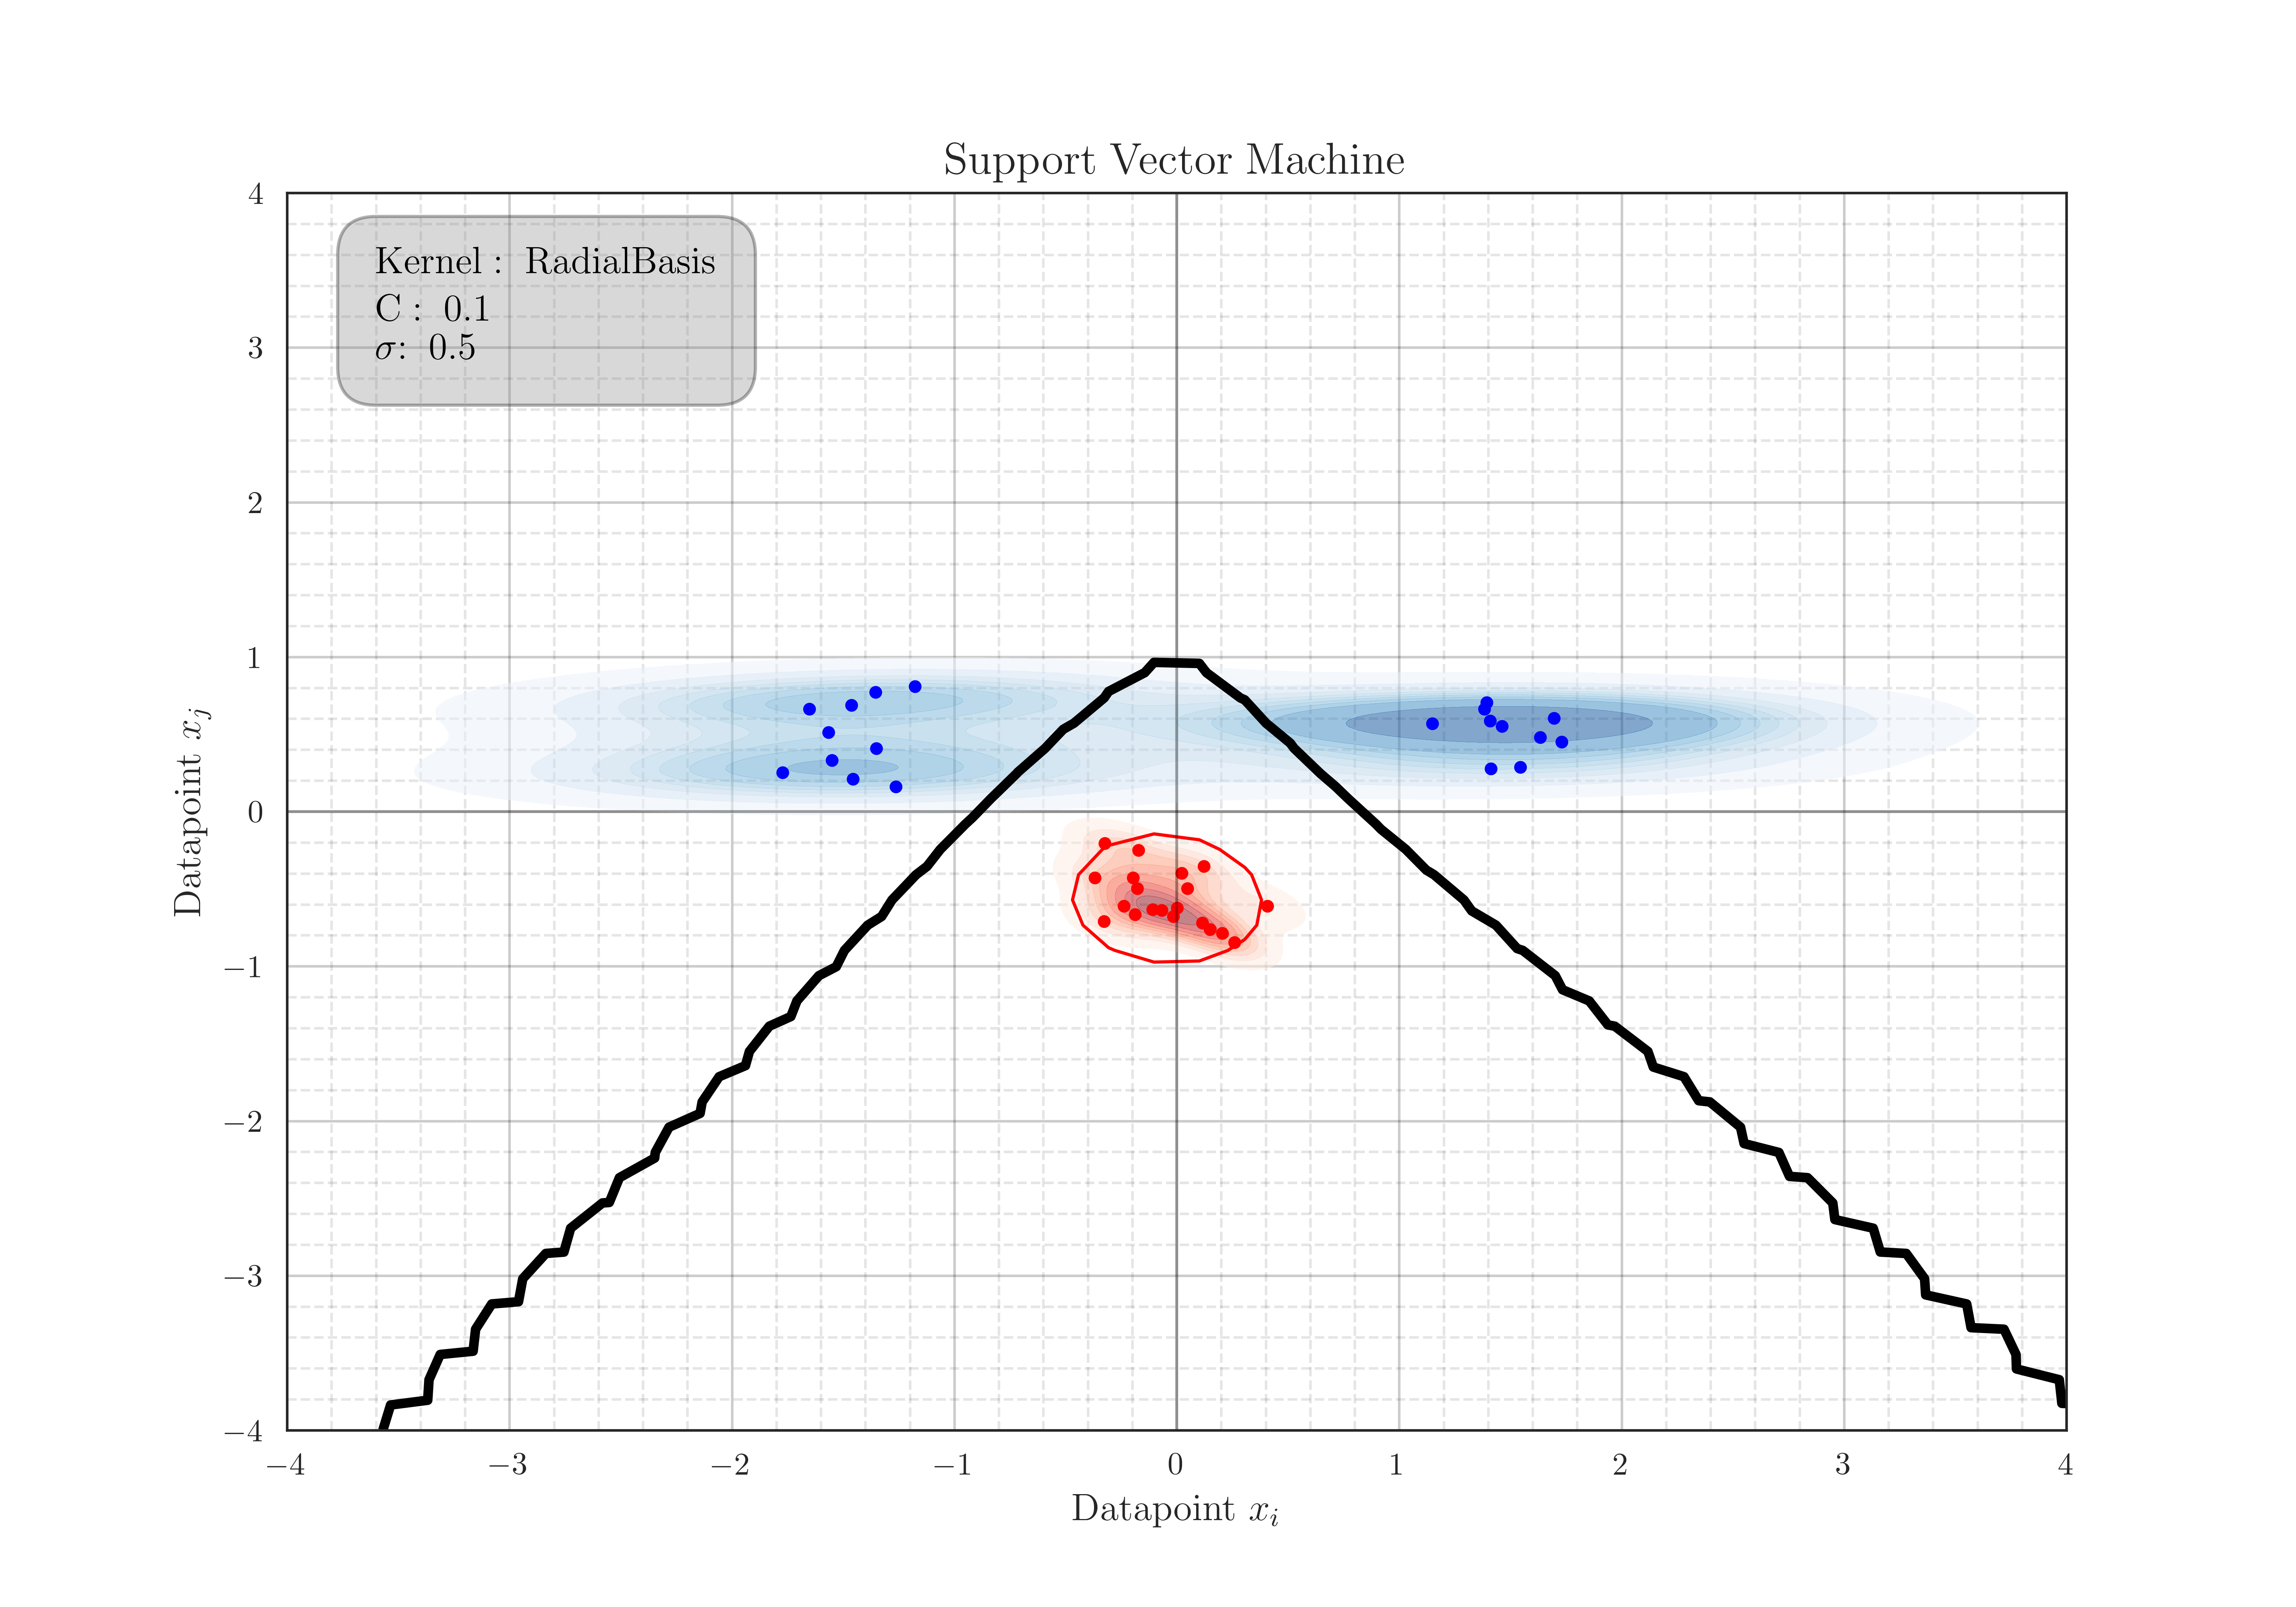 Support Vector Machine
4
Kernel : RadialBasis
C : 0.1
σ: 0.5
3
2
1
0
−1
−2
−3
−4
Datapoint xⱼ
−4 −3 −2 −1 0 1 2 3 4
Datapoint xᵢ